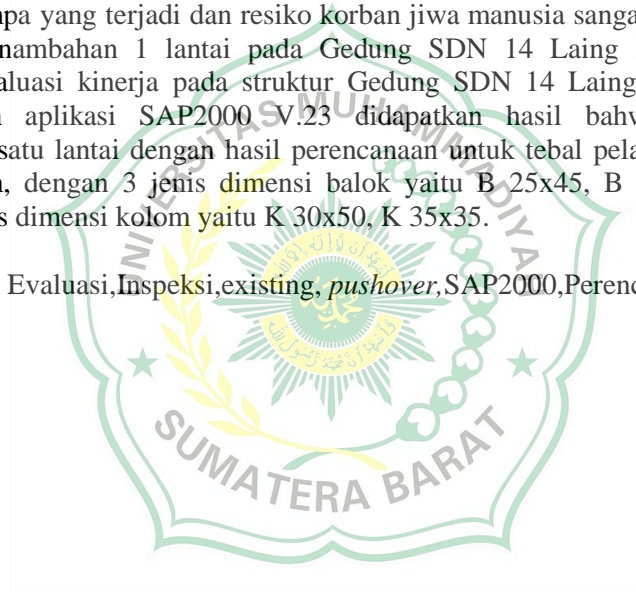 npa yang terjadi dan resiko korban jiwa manusia sanga
nambahan 1 lantai pada Gedung SDN 14 Laing
aluasi kinerja pada struktur Gedung SDN 14 Laing
aplikasi SAP2000 V.23 didapatkan hasil bahw
satu lantai dengan hasil perencanaan untuk tebal pela
, dengan 3 jenis dimensi balok yaitu B 25x45, B
s dimensi kolom yaitu K 30x50, K 35x35.
Evaluasi,Inspeksi,existing, pushover,SAP2000,Perenc
UNIVERSITAS MUHAMMADIYAH
SUMATERA BARAT